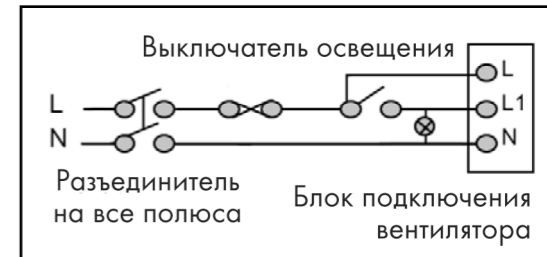 Выключатель освещения
L
L L1
N N
Разъединитель
на все полюса
Блок подключения
вентилятора